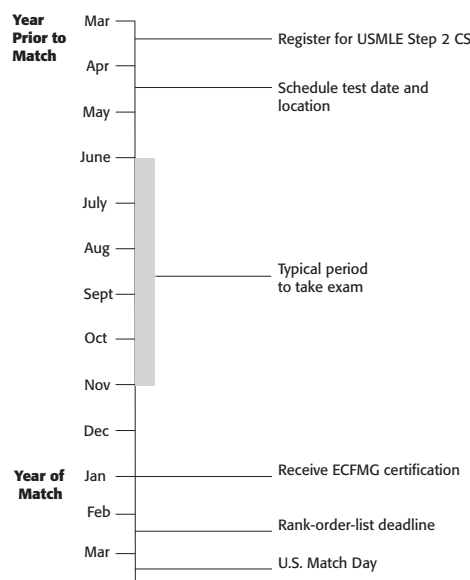 Year
Prior to
Match
Mar
Register for USMLE Step 2 CS
Apr
Schedule test date and
location
May
June
July
Aug
Typical period
to take exam
Sept
Oct
Nov
Dec
Year of
Match
Jan
Receive ECFMG certification
Feb
Rank-order-list deadline
Mar
U.S. Match Day